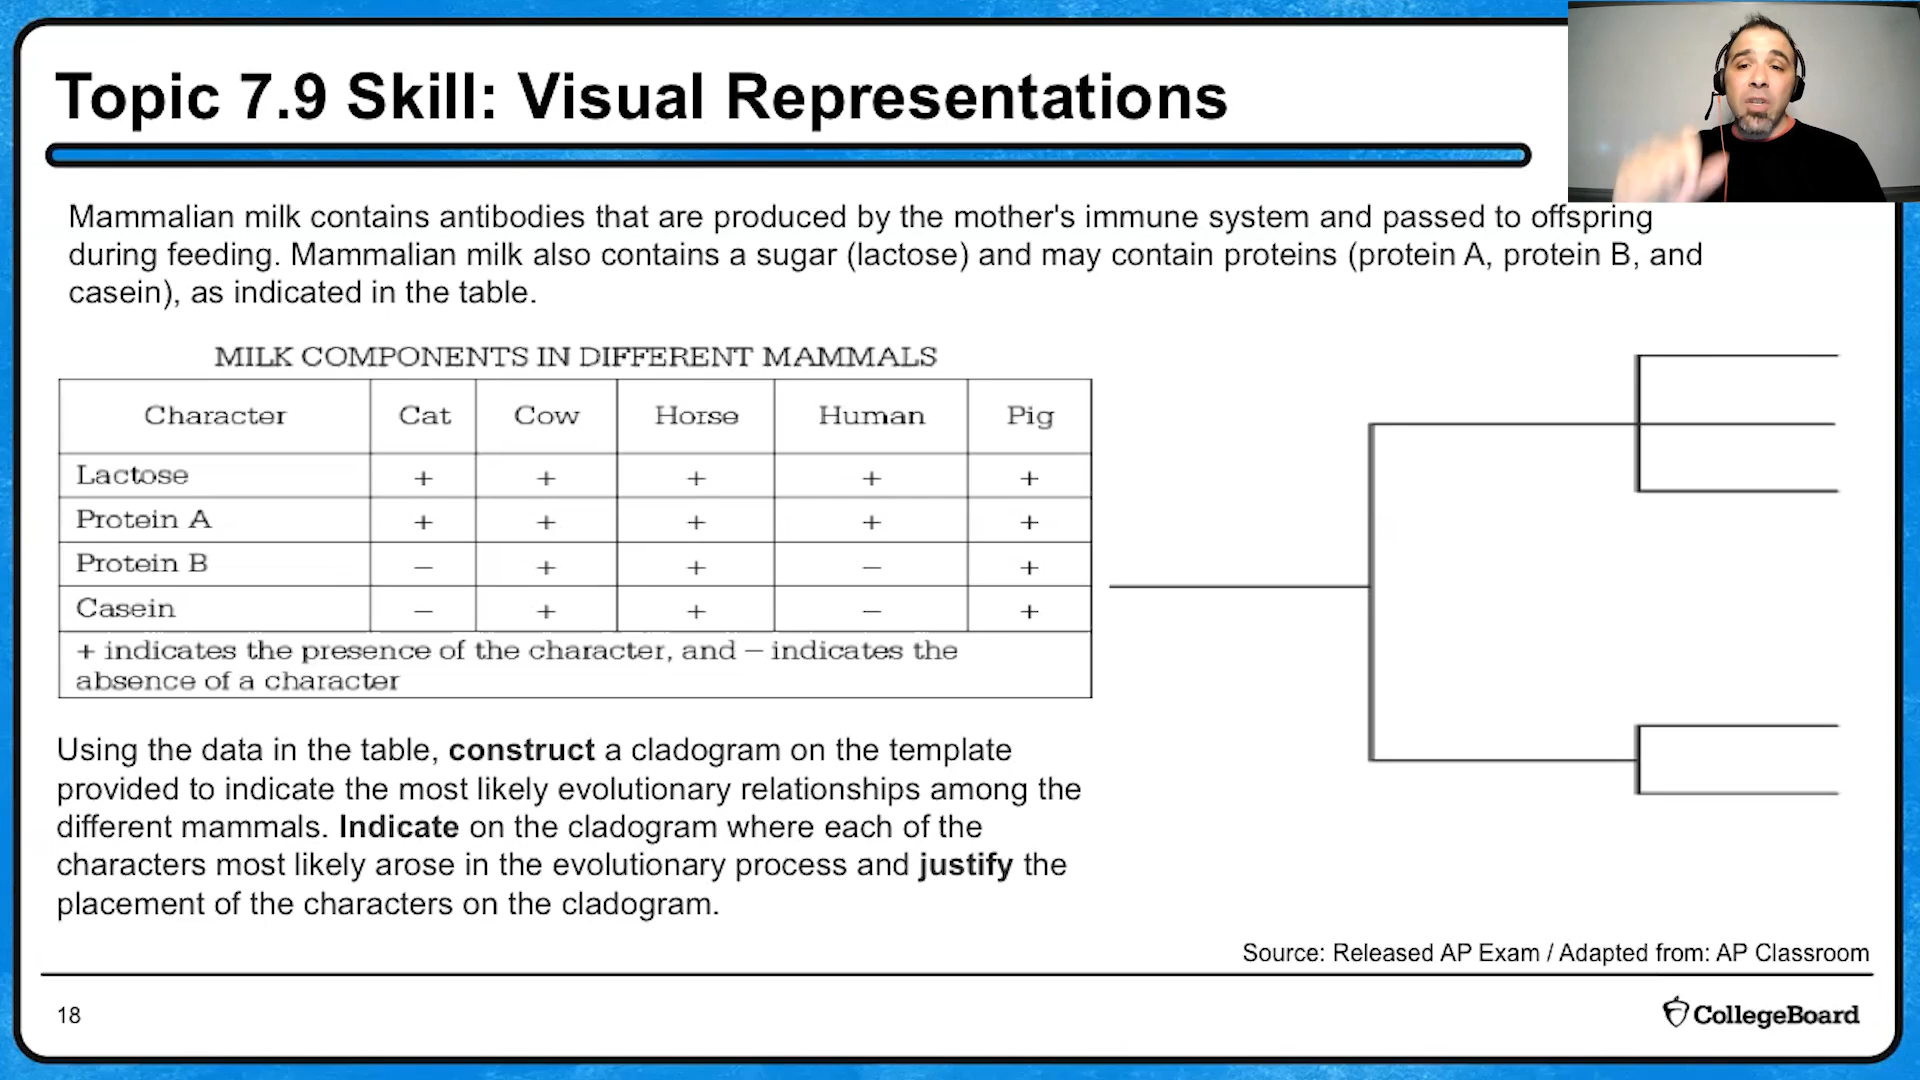 Topic 7.9 Skill: Visual Representations
Mammalian milk contains antibodies that are produced by the mother's immune system and passed to offspring
during feeding. Mammalian milk also contains a sugar (lactose) and may contain proteins (protein A, protein B, and
casein), as indicated in the table.
MILK COMPONENTS IN DIFFERENT MAMMALS
Character Cat Cow Horse Human Pig
Lactose + + + + +
Protein A + + + + +
Protein B − + + − +
Casein − + + − +
+ indicates the presence of the character, and − indicates the
absence of a character
Using the data in the table, construct a cladogram on the template
provided to indicate the most likely evolutionary relationships among the
different mammals. Indicate on the cladogram where each of the
characters most likely arose in the evolutionary process and justify the
placement of the characters on the cladogram.
Source: Released AP Exam / Adapted from: AP Classroom
18
CollegeBoard